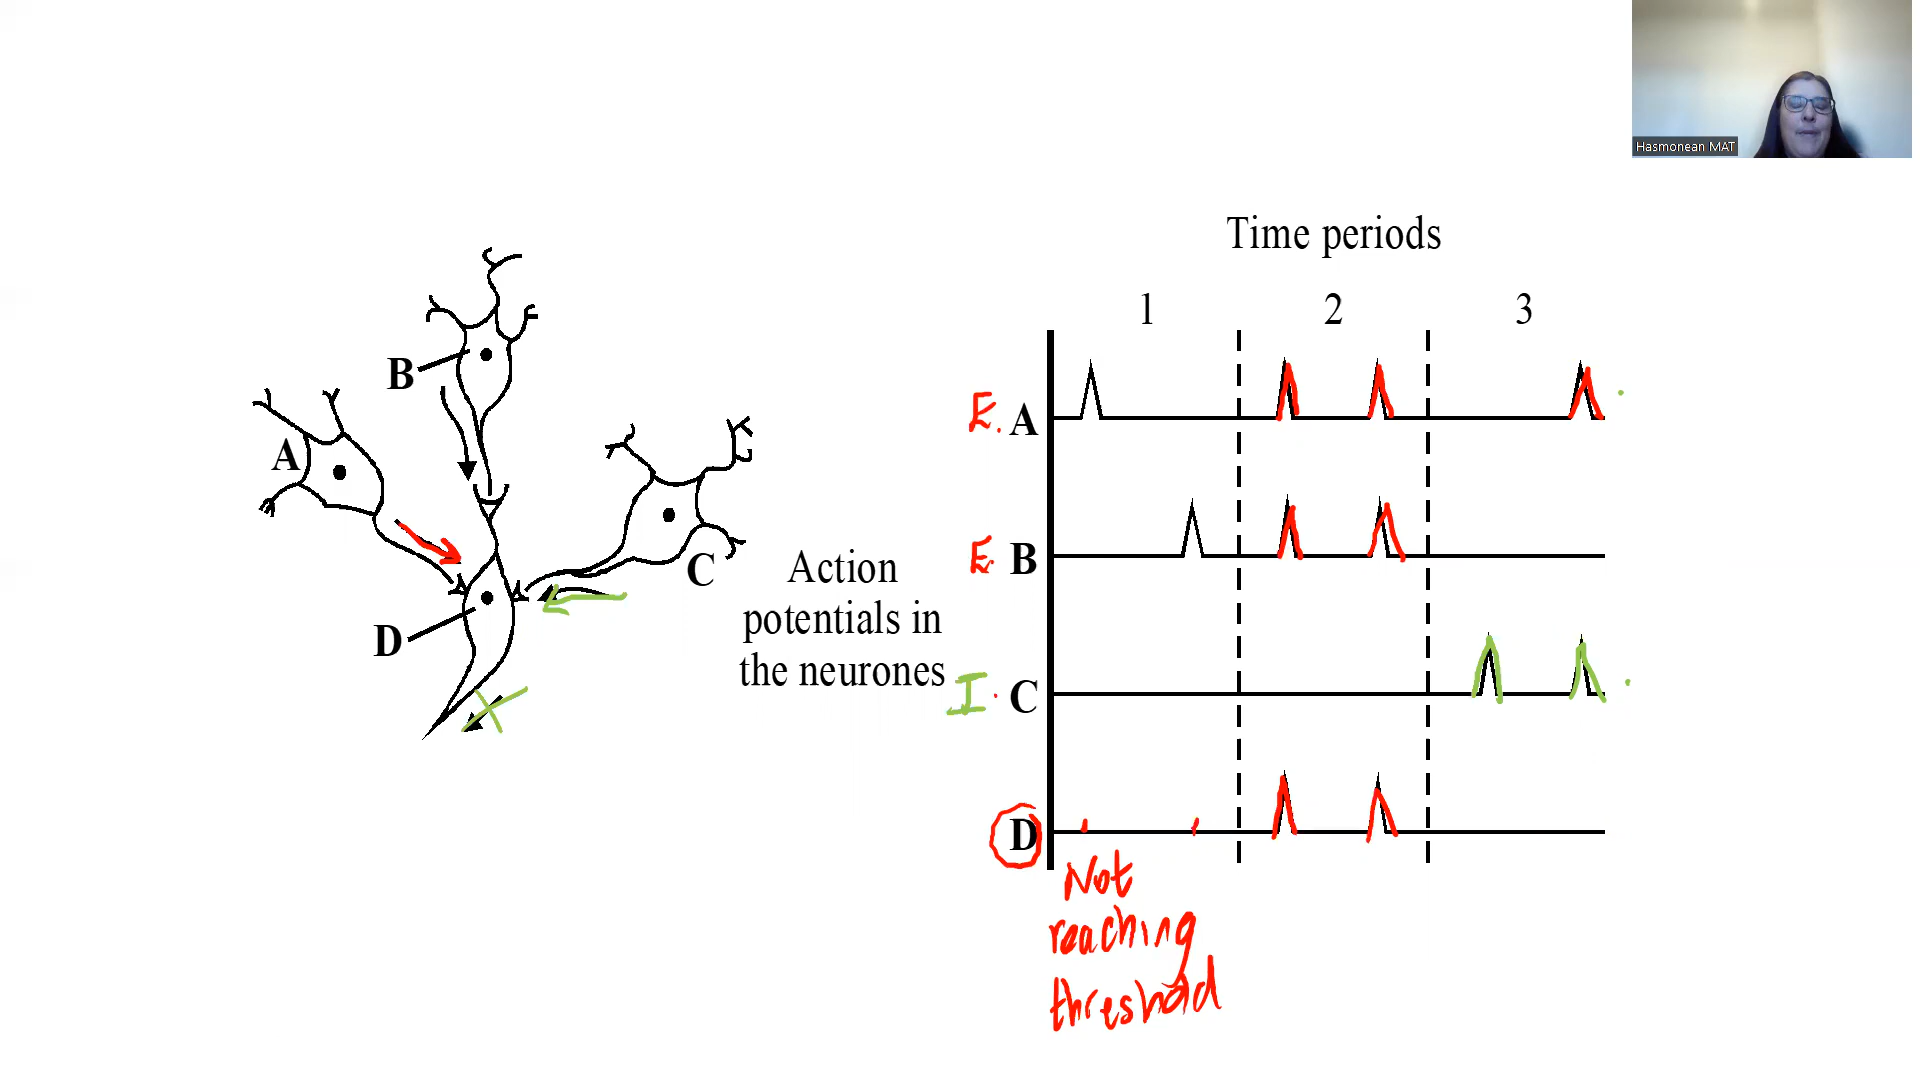 Hasmonean MAT
Time periods
1 2 3
B
A
C
D
Action
potentials in
the neurones
E. A
E. B
I. C
D
Not
reaching
threshold